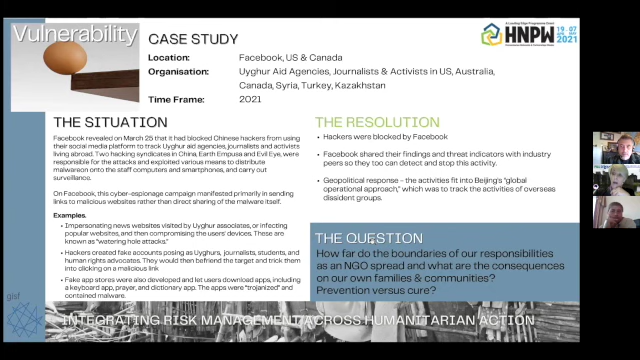 Vulnerability
CASE STUDY
Location: Facebook, US & Canada
Organisation: Uyghur Aid Agencies, Journalists & Activists in US, Australia,
Canada, Syria, Turkey, Kazakhstan
Time Frame: 2021
HNPW
2021
THE SITUATION
Facebook revealed on March 25 that it had blocked Chinese hackers from using
their social media platform to track Uyghur aid agencies, journalists and activists
living abroad. Two hacking syndicates in China, Earth Empusa and Evil Eye, were
responsible for the attacks and exploited various means to distribute
malwareon onto the staff computers and smartphones, and carry out
surveillance.
On Facebook, this cyber-espionage campaign manifested primarily in sending
links to malicious websites rather than direct sharing of the malware itself.
Examples.
• Impersonating news websites visited by Uyghur associates, or infecting
popular websites, and then compromising the users' devices. These are
known as "watering hole attacks."
• Hackers created fake accounts posing as Uyghurs, journalists, students, and
human rights advocates. They would then befriend the target and trick them
into clicking on a malicious link
• Fake app stores were also developed and let users download apps, including
a keyboard app, prayer, and dictionary app. The apps were "trojanized" and
contained malware.
THE RESOLUTION
• Hackers were blocked by Facebook
• Facebook shared their findings and threat indicators with industry
peers so they too can detect and stop this activity.
• Geopolitical response - the activities fit into Beijing's "global
operational approach," which was to track the activities of overseas
dissident groups.
THE QUESTION
How far do the boundaries of our responsibilities
as an NGO spread and what are the consequences
on our own families & communities?
Prevention versus cure?
gisf
INTEGRATING RISK MANAGEMENT ACROSS HUMANITARIAN ACTION